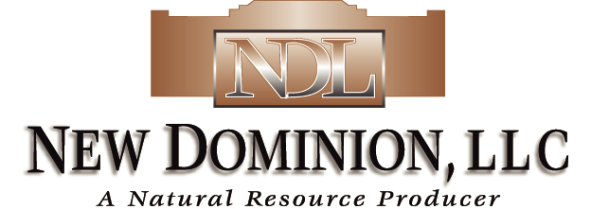 NDL
NEW DOMINION, LLC
A Natural Resource Producer